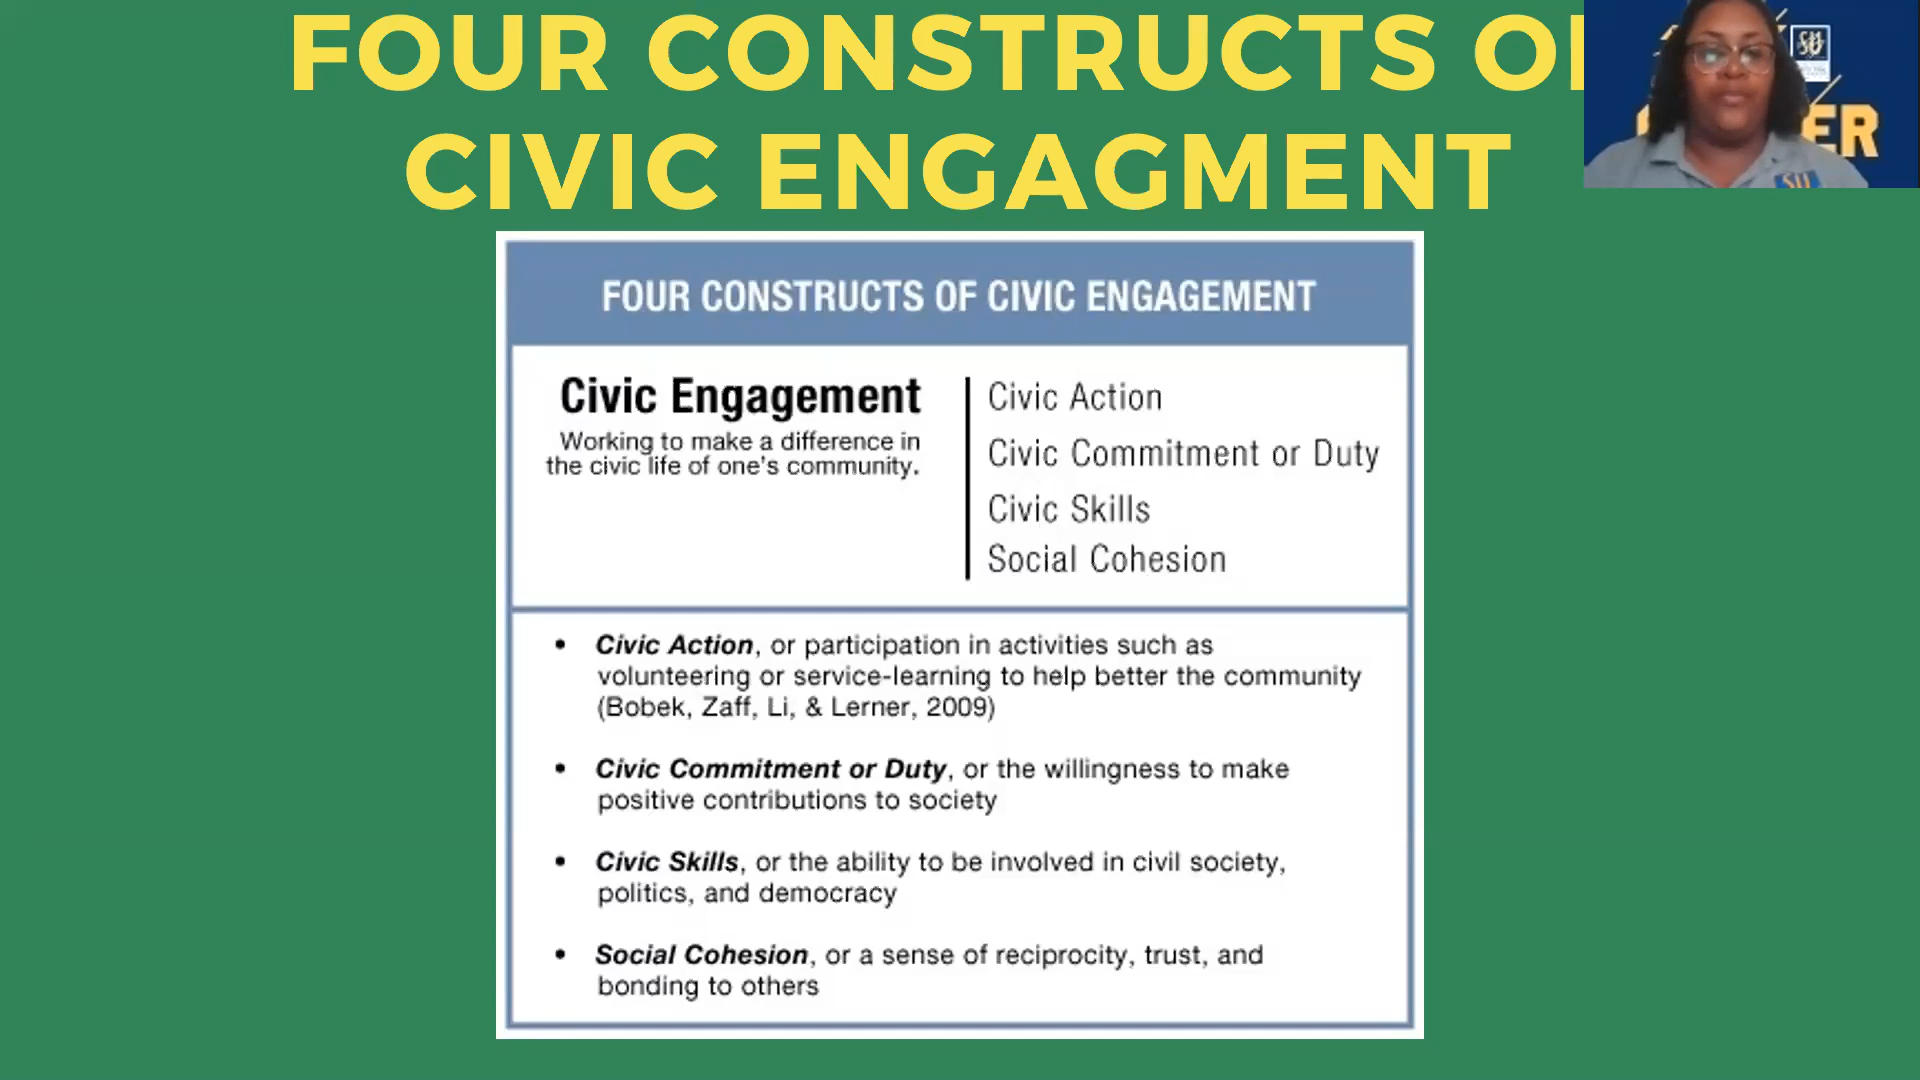 FOUR CONSTRUCTS O
CIVIC ENGAGMENT
SU
ER
SU
FOUR CONSTRUCTS OF CIVIC ENGAGEMENT
Civic Engagement
Working to make a difference in
the civic life of one's community.
Civic Action
Civic Commitment or Duty
Civic Skills
Social Cohesion
• Civic Action, or participation in activities such as
volunteering or service-learning to help better the community
(Bobek, Zaff, Li, & Lerner, 2009)
• Civic Commitment or Duty, or the willingness to make
positive contributions to society
• Civic Skills, or the ability to be involved in civil society,
politics, and democracy
• Social Cohesion, or a sense of reciprocity, trust, and
bonding to others